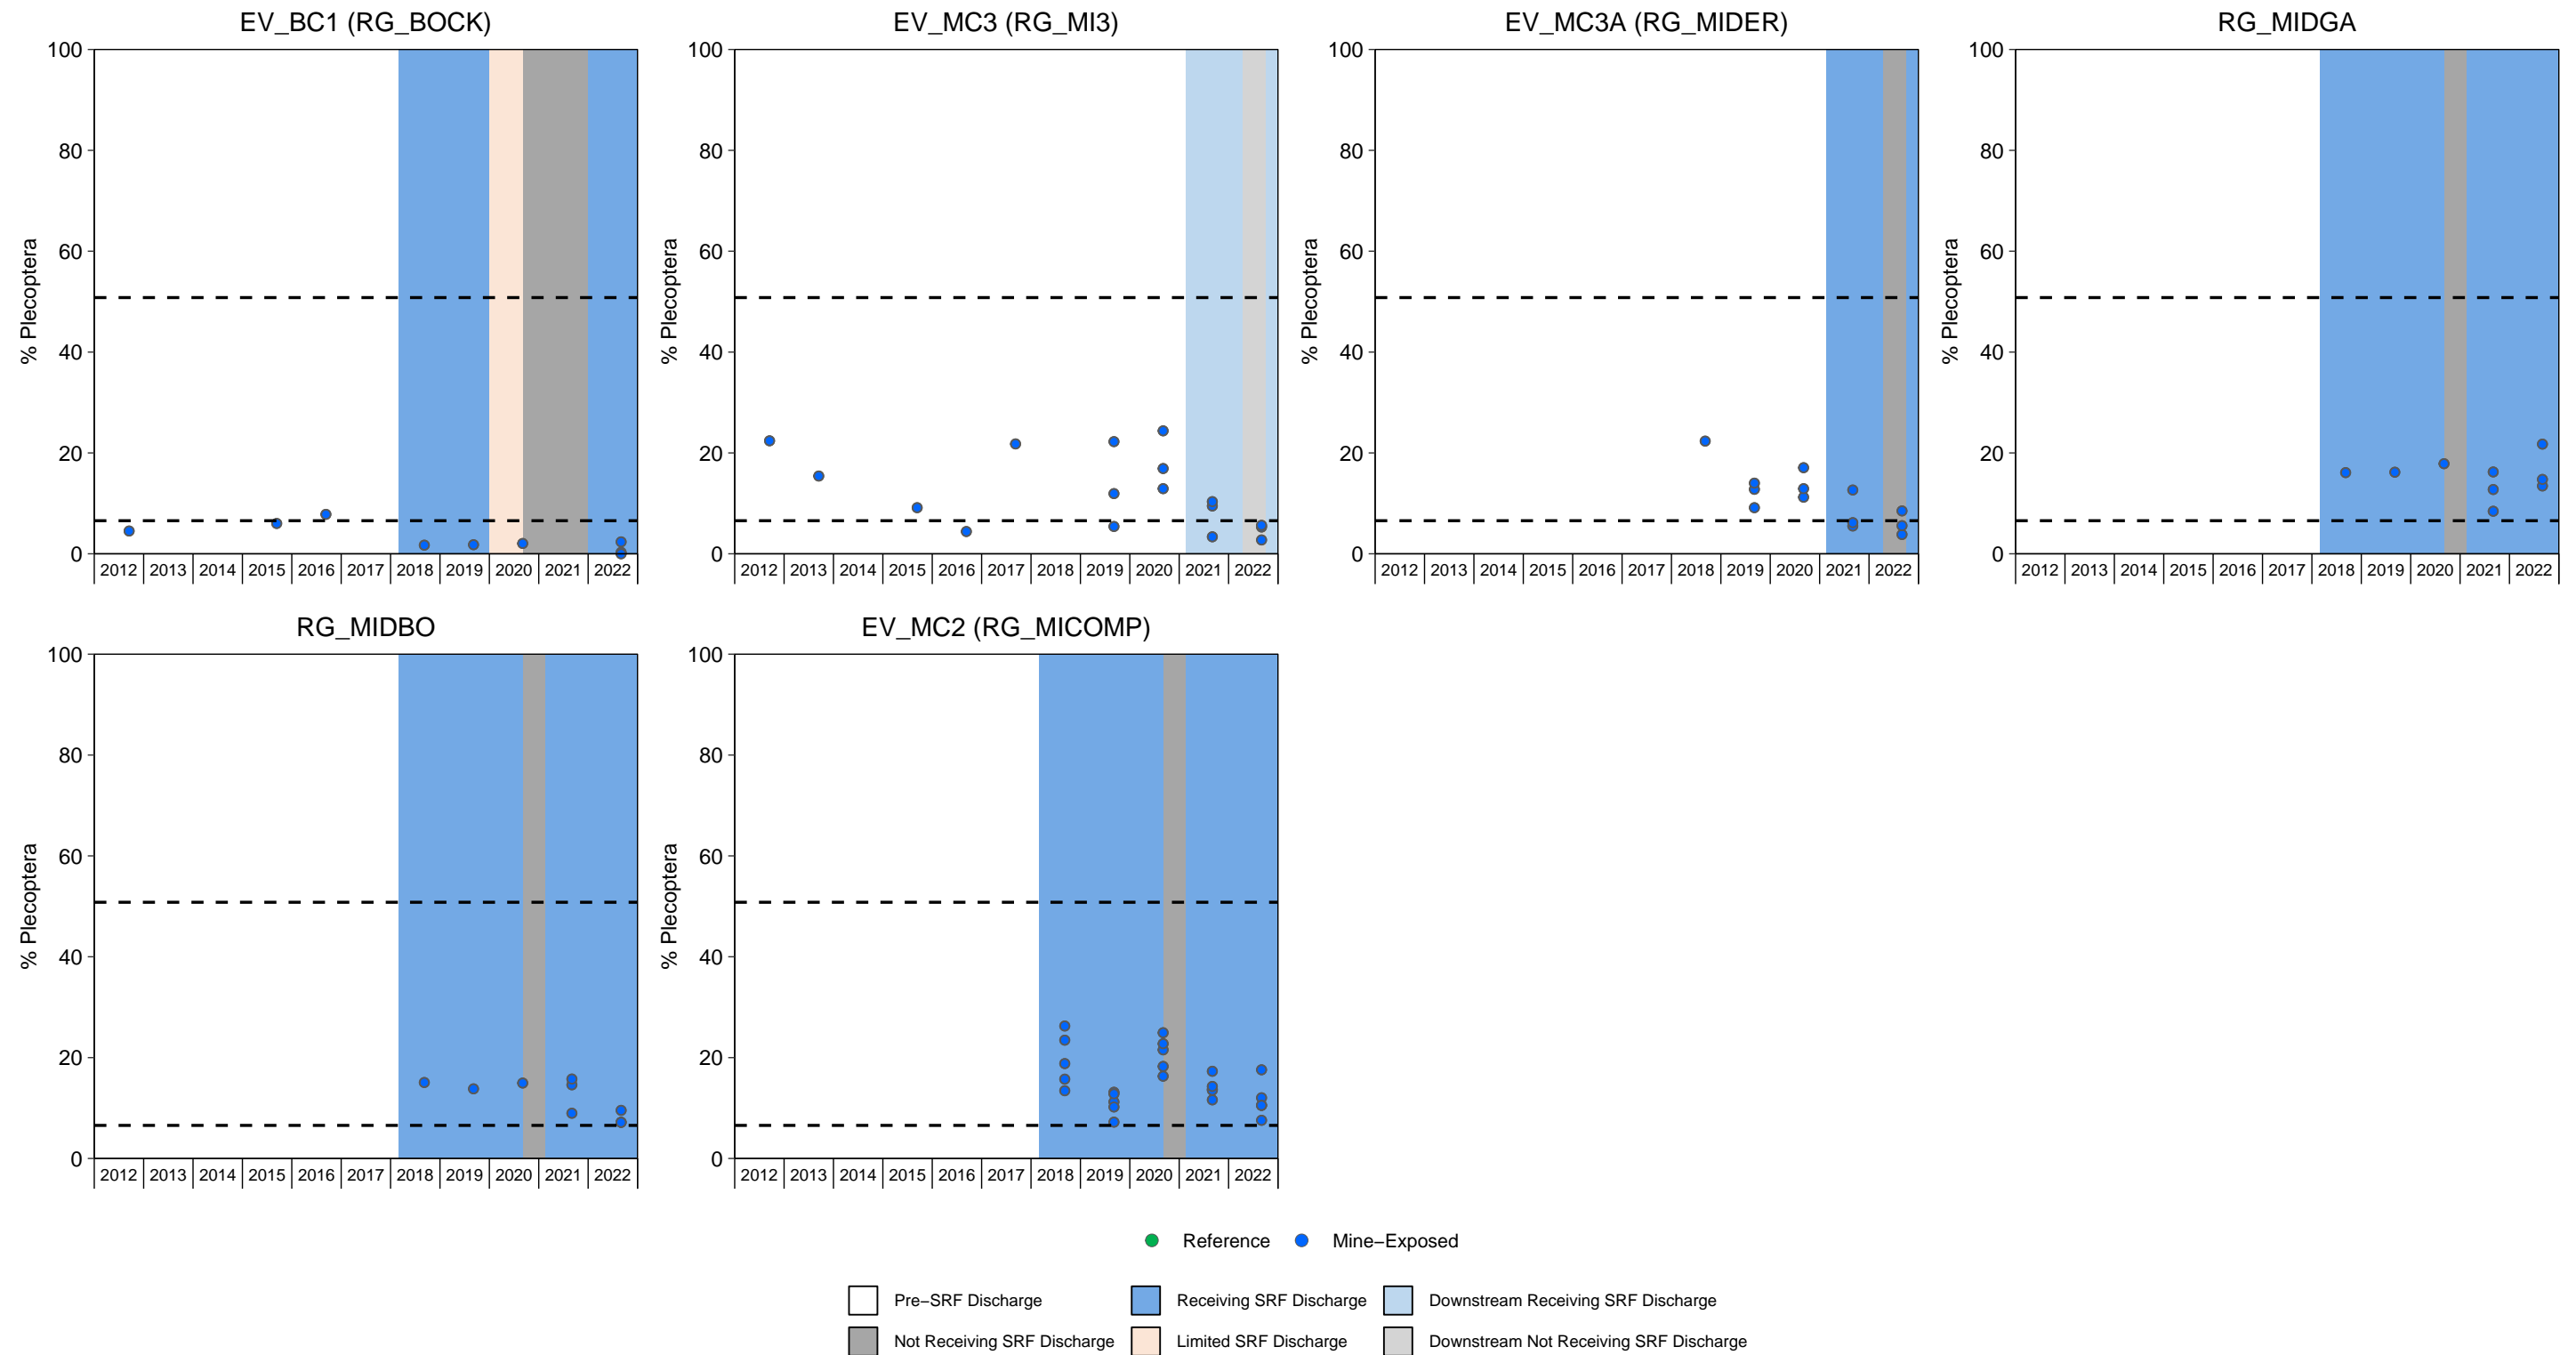 EV_BC1 (RG_BOCK)
EV_MC3 (RG_MI3)
EV_MC3A (RG_MIDER)
RG_MIDGA
% Plecoptera
100
80
60
40
20
0
2012 2013 2014 2015 2016 2017 2018 2019 2020 2021 2022
% Plecoptera
100
80
60
40
20
0
2012 2013 2014 2015 2016 2017 2018 2019 2020 2021 2022
% Plecoptera
100
80
60
40
20
0
2012 2013 2014 2015 2016 2017 2018 2019 2020 2021 2022
% Plecoptera
100
80
60
40
20
0
2012 2013 2014 2015 2016 2017 2018 2019 2020 2021 2022
RG_MIDBO
EV_MC2 (RG_MICOMP)
% Plecoptera
100
80
60
40
20
0
2012 2013 2014 2015 2016 2017 2018 2019 2020 2021 2022
% Plecoptera
100
80
60
40
20
0
2012 2013 2014 2015 2016 2017 2018 2019 2020 2021 2022
Reference Mine−Exposed
Pre−SRF Discharge Receiving SRF Discharge Downstream Receiving SRF Discharge
Not Receiving SRF Discharge Limited SRF Discharge Downstream Not Receiving SRF Discharge